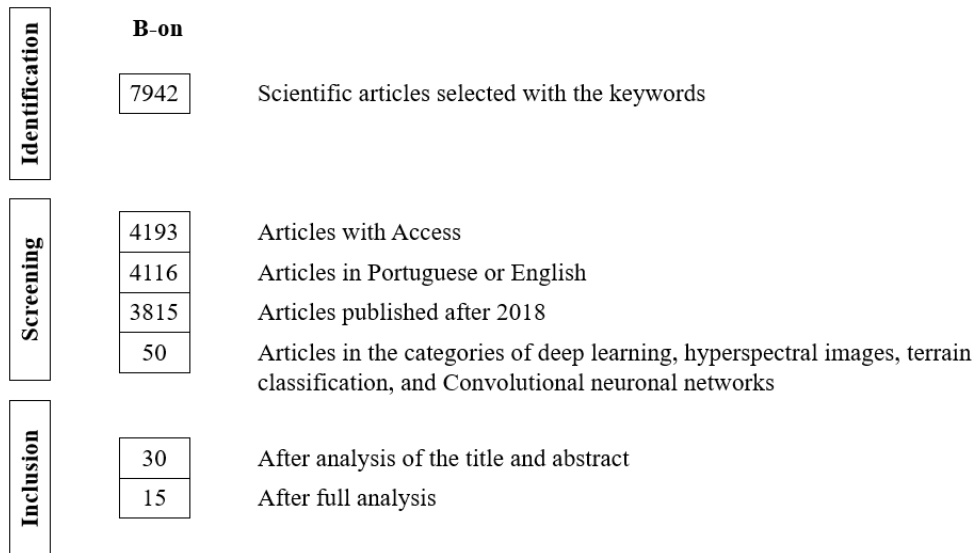 B-on
Identification
7942 Scientific articles selected with the keywords
Screening
4193 Articles with Access
4116 Articles in Portuguese or English
3815 Articles published after 2018
50 Articles in the categories of deep learning, hyperspectral images, terrain
classification, and Convolutional neuronal networks
Inclusion
30 After analysis of the title and abstract
15 After full analysis